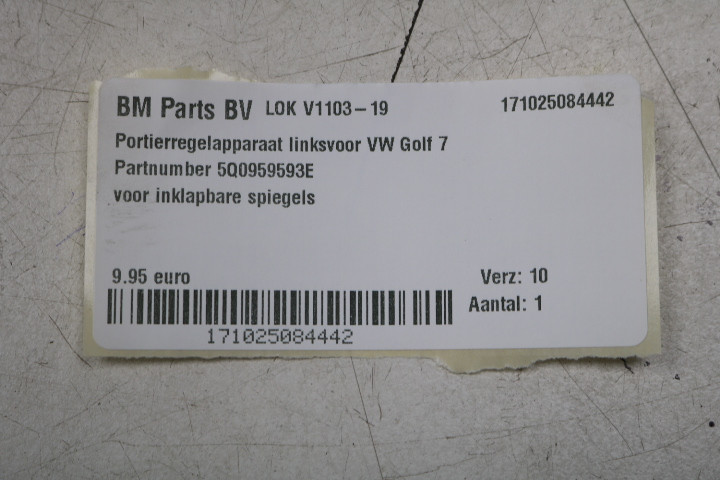 BM Parts BV LOK V1103-19 171025084442
Portierregelapparaat linksvoor VW Golf 7
Partnumber 5Q0959593E
voor inklapbare spiegels
9.95 euro Verz: 10
Aantal: 1
171025084442